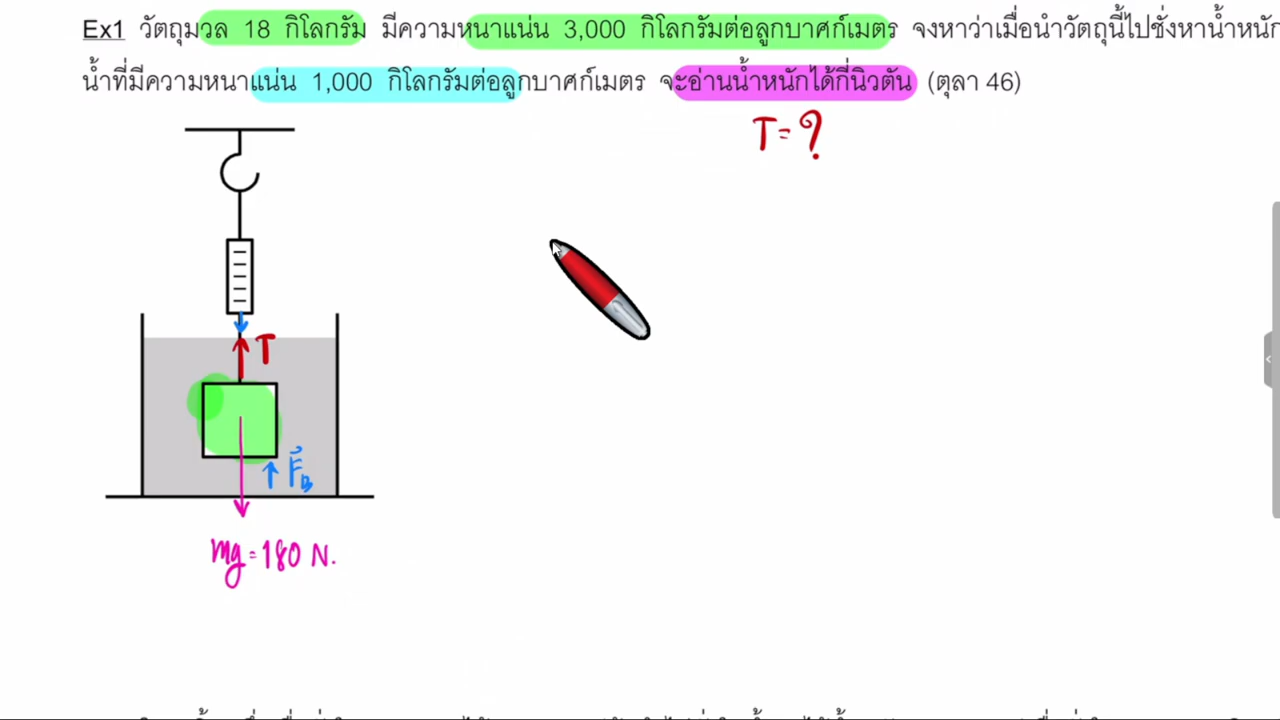 Ex1 วัตถุมวล 18 กิโลกรัม มีความหนาแน่น 3,000 กิโลกรัมต่อลูกบาศก์เมตร จงหาว่าเมื่อนำวัตถุนี้ไปชั่งหาน้ำหนัก
น้ำที่มีความหนาแน่น 1,000 กิโลกรัมต่อลูกบาศก์เมตร จะอ่านน้ำหนักได้กี่นิวตัน (ตุลา 46)
T = ?
T
F_B
mg = 180 N.